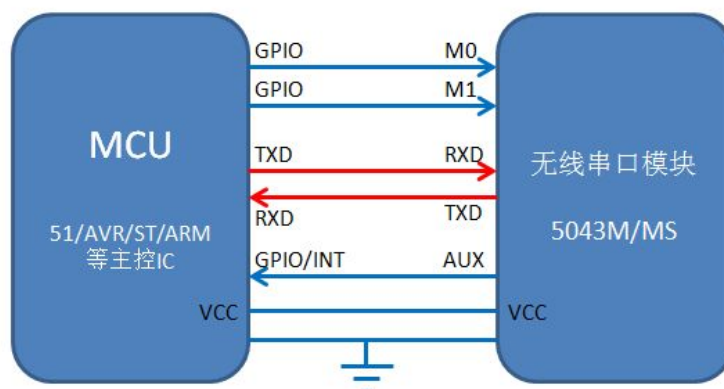 GPIO M0
GPIO M1
MCU
TXD RXD
无线串口模块
RXD TXD
51/AVR/ST/ARM
等主控IC
5043M/MS
GPIO/INT AUX
VCC VCC